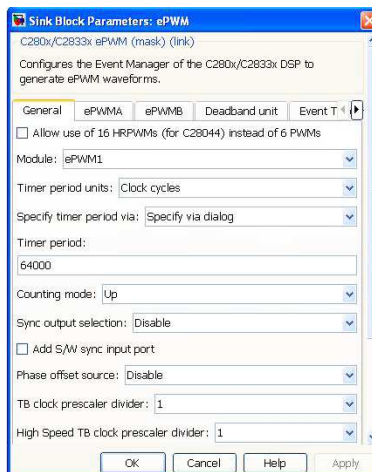 Sink Block Parameters: ePWM
C280x/C2833x ePWM (mask) (link)
Configures the Event Manager of the C280x/C2833x DSP to
generate ePWM waveforms.
General ePWMA ePWMB Deadband unit Event T
Allow use of 16 HRPWMs (for C28044) instead of 6 PWMs
Module: ePWM1
Timer period units: Clock cycles
Specify timer period via: Specify via dialog
Timer period:
64000
Counting mode: Up
Sync output selection: Disable
Add S/W sync input port
Phase offset source: Disable
TB clock prescaler divider: 1
High Speed TB clock prescaler divider: 1
OK Cancel Help Apply